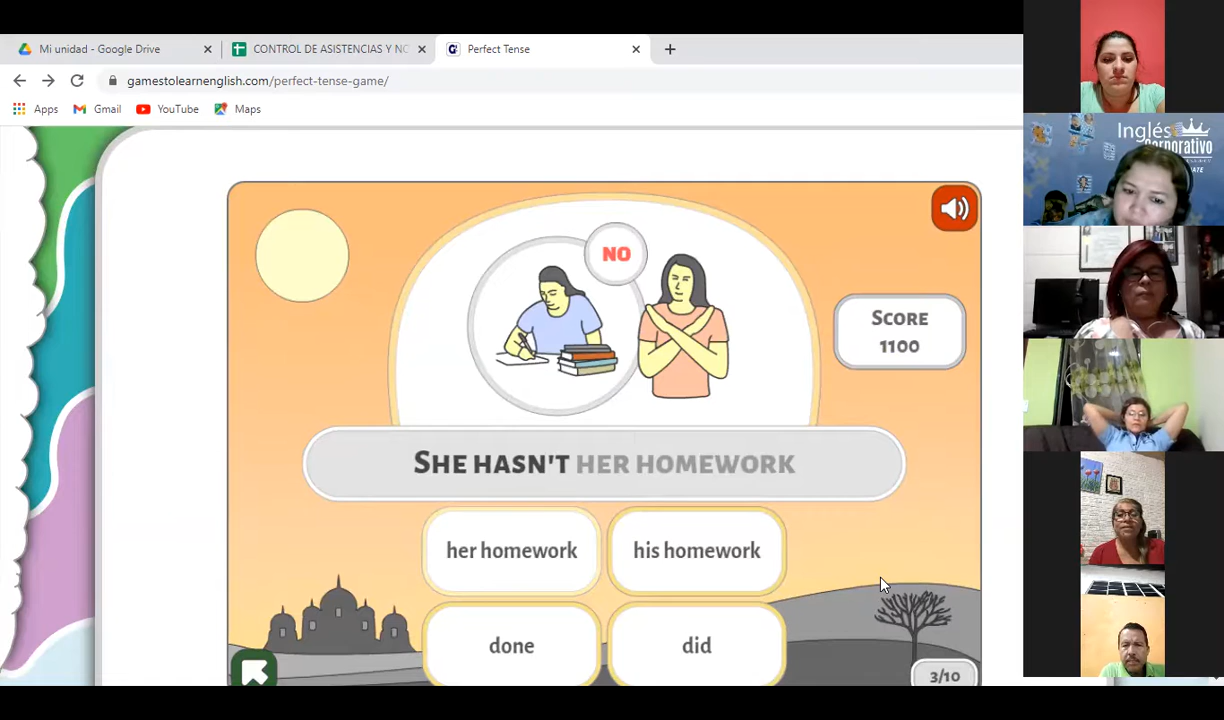 Mi unidad - Google Drive
CONTROL DE ASISTENCIAS Y NO
Perfect Tense
gamestolearnenglish.com/perfect-tense-game/
Apps
Gmail
YouTube
Maps
NO
SCORE
1100
SHE HASN'T HER HOMEWORK
her homework
his homework
done
did
3/10
Inglés
Corporativo